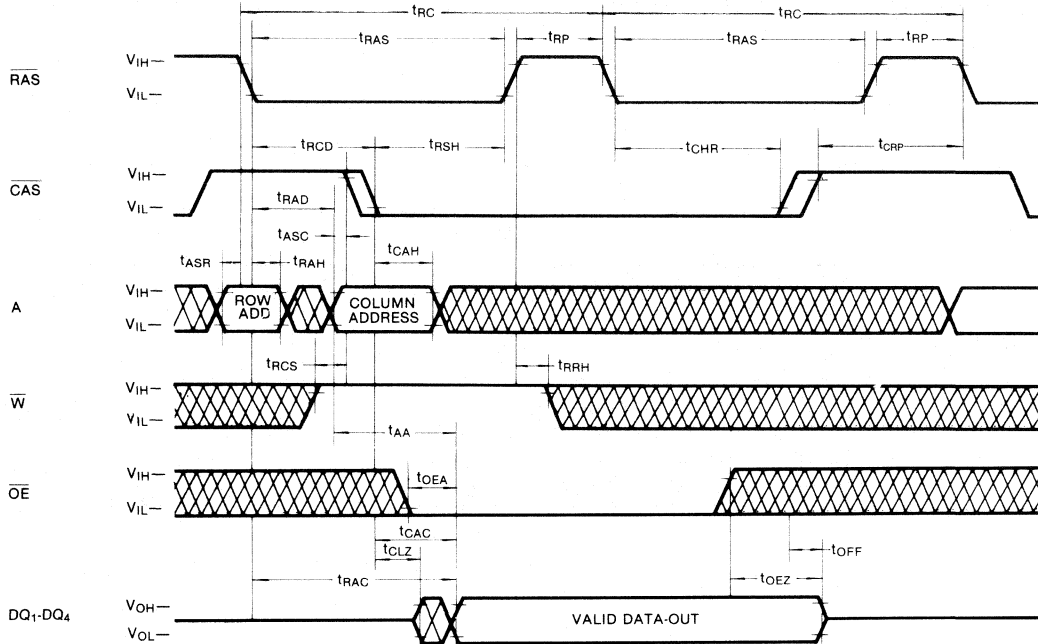 tRC tRC
tRAS tRP tRAS tRP
RAS VIH— VIL—
tRCD tRSH tCHR tCRP
CAS VIH— VIL—
tRAD
tASC
tASR tRAH tCAH
A VIH— VIL— ROW ADD COLUMN ADDRESS
tRCS tRRH
W VIH— VIL—
tAA
OE VIH— VIL— tOEA
tCAC
tCLZ tOFF
tRAC tOEZ
DQ1-DQ4 VOH— VOL— VALID DATA-OUT